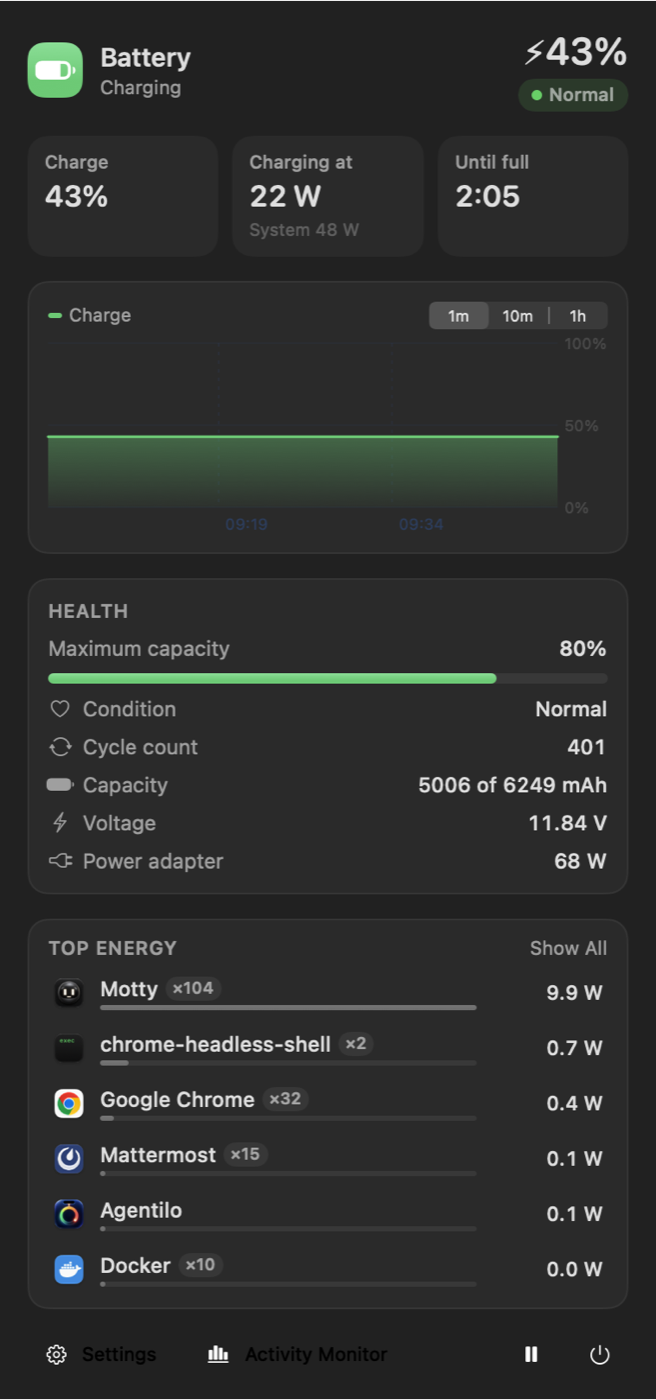 Battery
Charging
⚡43%
Normal
Charge
43%
Charging at
22 W
System 48 W
Until full
2:05
Charge
1m 10m 1h
100%
50%
0%
09:19 09:34
HEALTH
Maximum capacity 80%
Condition Normal
Cycle count 401
Capacity 5006 of 6249 mAh
Voltage 11.84 V
Power adapter 68 W
TOP ENERGY Show All
Motty ×104 9.9 W
exec
chrome-headless-shell ×2 0.7 W
Google Chrome ×32 0.4 W
Mattermost ×15 0.1 W
Agentilo 0.1 W
Docker ×10 0.0 W
Settings Activity Monitor